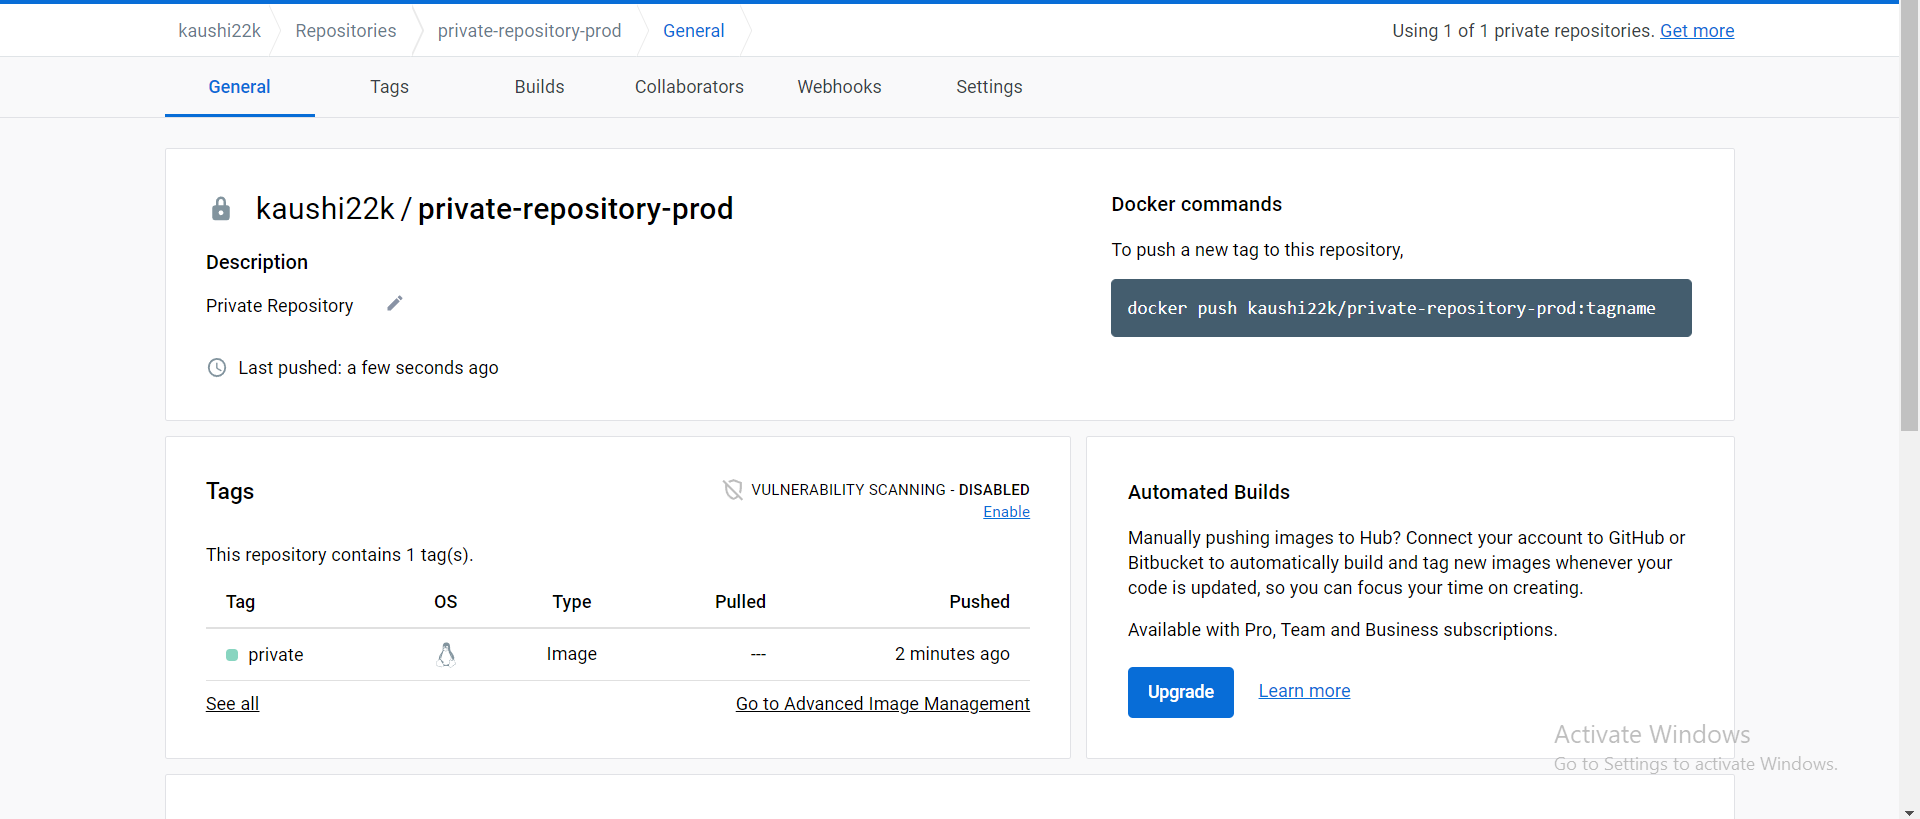 kaushi22k Repositories private-repository-prod General Using 1 of 1 private repositories. Get more
General Tags Builds Collaborators Webhooks Settings
kaushi22k / private-repository-prod
Description
Private Repository
Last pushed: a few seconds ago
Docker commands
To push a new tag to this repository,
docker push kaushi22k/private-repository-prod:tagname
Tags
VULNERABILITY SCANNING - DISABLED
Enable
This repository contains 1 tag(s).
Tag OS Type Pulled Pushed
private Image --- 2 minutes ago
See all Go to Advanced Image Management
Automated Builds
Manually pushing images to Hub? Connect your account to GitHub or
Bitbucket to automatically build and tag new images whenever your
code is updated, so you can focus your time on creating.
Available with Pro, Team and Business subscriptions.
Upgrade Learn more
Activate Windows
Go to Settings to activate Windows.